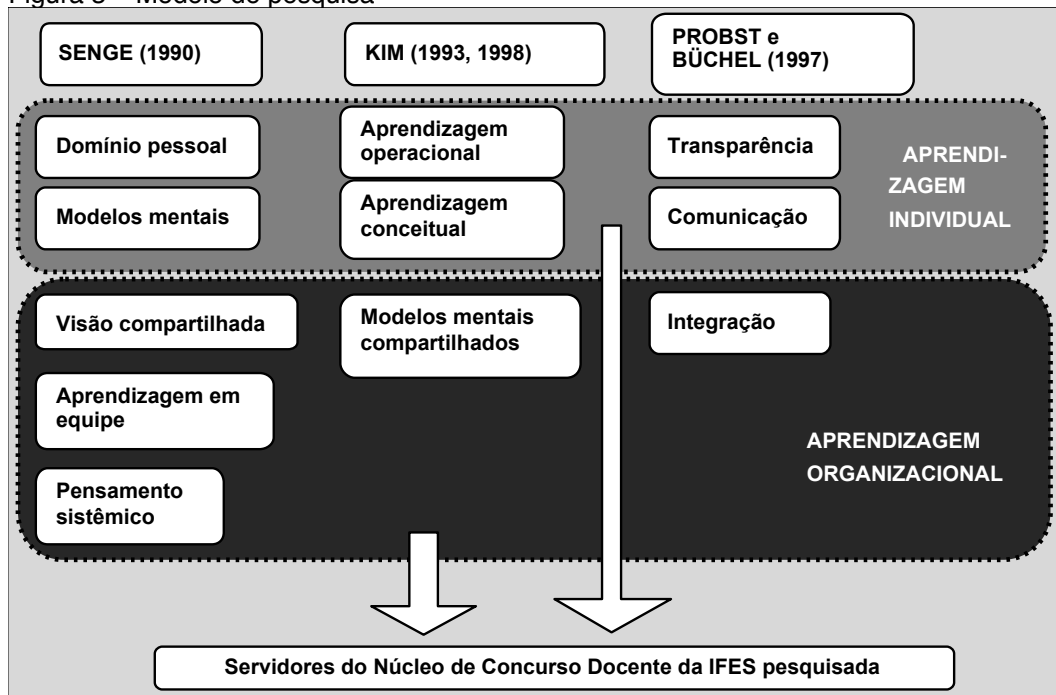 Figura 3 – Modelo de pesquisa
SENGE (1990)
KIM (1993, 1998)
PROBST e
BÜCHEL (1997)
Domínio pessoal
Aprendizagem
operacional
Transparência
APRENDI-
ZAGEM
INDIVIDUAL
Modelos mentais
Aprendizagem
conceitual
Comunicação
Visão compartilhada
Modelos mentais
compartilhados
Integração
Aprendizagem em
equipe
Pensamento
sistêmico
APRENDIZAGEM
ORGANIZACIONAL
Servidores do Núcleo de Concurso Docente da IFES pesquisada